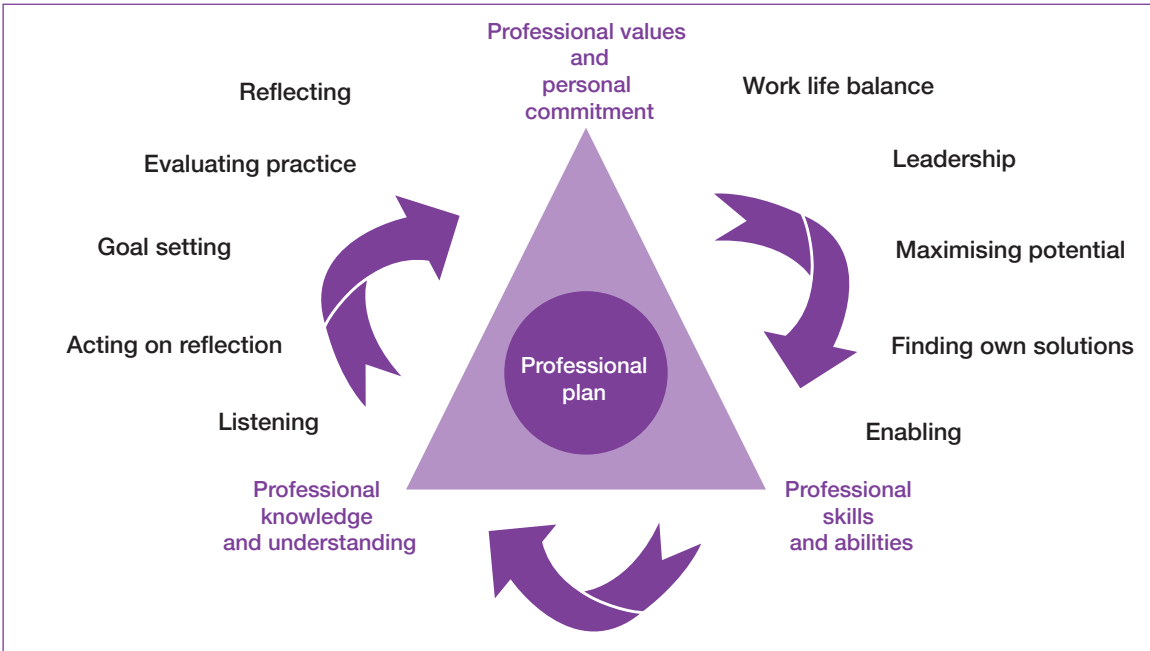 Professional values
and
personal
commitment
Reflecting
Work life balance
Evaluating practice
Leadership
Goal setting
Maximising potential
Acting on reflection
Finding own solutions
Professional
plan
Listening
Enabling
Professional
knowledge
and understanding
Professional
skills
and abilities